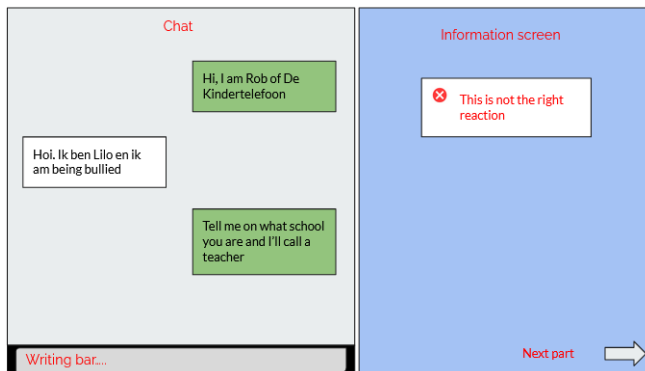 Chat
Hi, I am Rob of De
Kindertelefoon
Hoi. Ik ben Lilo en ik
am being bullied
Tell me on what school
you are and I'll call a
teacher
Writing bar....
Information screen
This is not the right
reaction
Next part